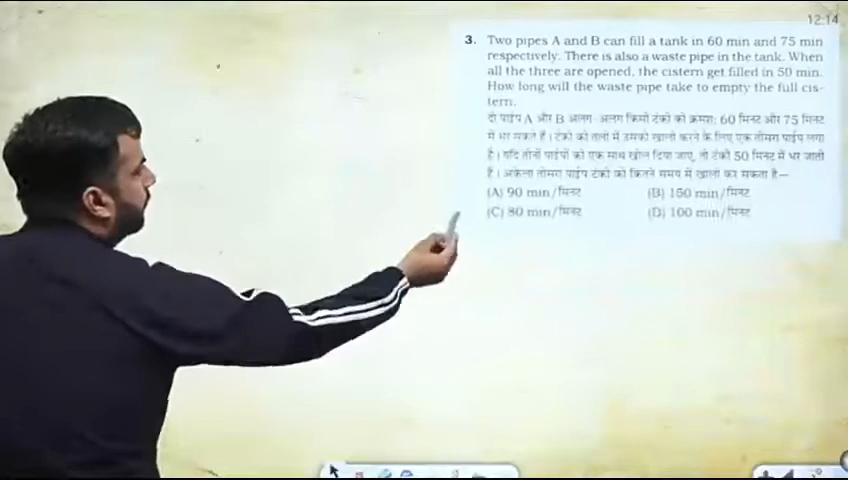 12:14
3. Two pipes A and B can fill a tank in 60 min and 75 min
respectively. There is also a waste pipe in the tank. When
all the three are opened, the cistern get filled in 50 min.
How long will the waste pipe take to empty the full cis-
tern.
दो पाईप A और B अलग-अलग किसी टंकी को क्रमशः 60 मिनट और 75 मिनट
में भर सकते हैं। टंकी की तली में उसको खाली करने के लिए एक तीसरा पाईप लगा
है। यदि तीनों पाईपों को एक साथ खोल दिया जाए, तो टंकी 50 मिनट में भर जाती
है। अकेला तीसरा पाईप टंकी को कितने समय में खाली कर सकता है—
(A) 90 min/मिनट (B) 150 min/मिनट
(C) 80 min/मिनट (D) 100 min/मिनट